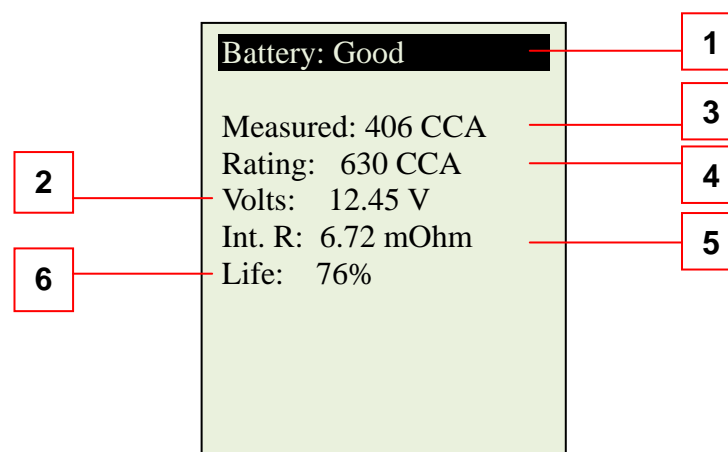 Battery: Good
1
Measured: 406 CCA
3
Rating: 630 CCA
4
2
Volts: 12.45 V
Int. R: 6.72 mOhm
5
6
Life: 76%